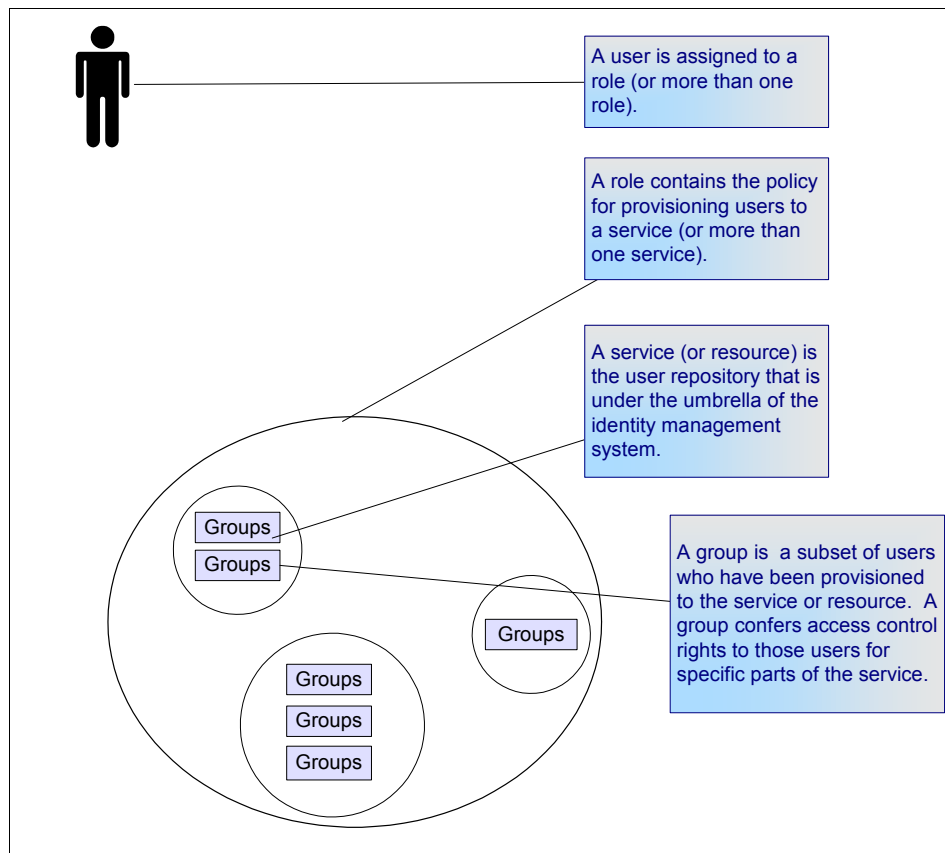 A user is assigned to a
role (or more than one
role).
A role contains the policy
for provisioning users to
a service (or more than
one service).
A service (or resource) is
the user repository that is
under the umbrella of the
identity management
system.
Groups
Groups
A group is a subset of users
who have been provisioned
to the service or resource. A
group confers access control
rights to those users for
specific parts of the service.
Groups
Groups
Groups
Groups